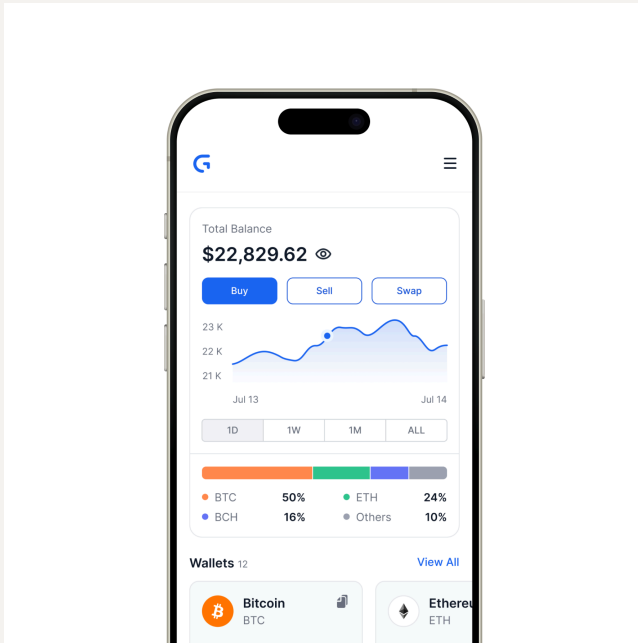 Total Balance
$22,829.62
Buy Sell Swap
23 K
22 K
21 K
Jul 13 Jul 14
1D 1W 1M ALL
BTC 50% ETH 24%
BCH 16% Others 10%
Wallets 12 View All
Bitcoin
BTC
Ethereu
ETH